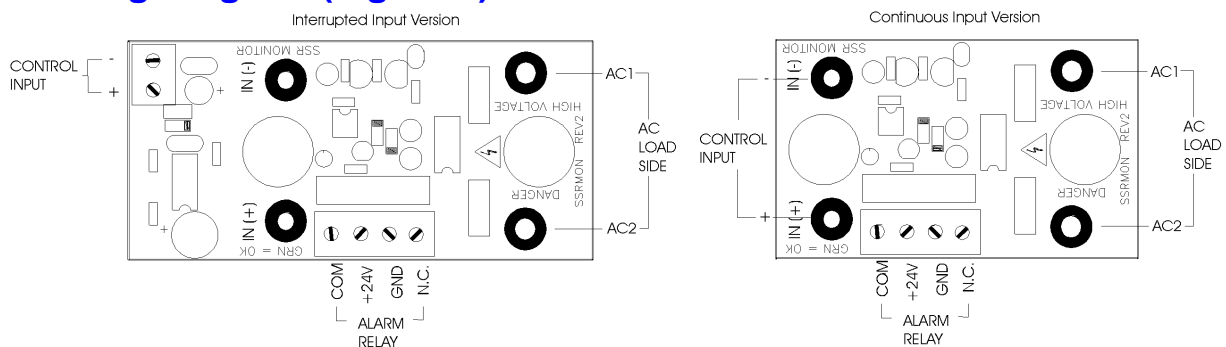 Interrupted Input Version
CONTROL
INPUT
-
+
SSR MONITOR
IN (-)
IN (+)
GRN = OK
HIGH VOLTAGE
DANGER
SSRMON REV2
+
+
AC1
AC
LOAD
SIDE
AC2
COM
+24V
GND
N.C.
ALARM
RELAY
Continuous Input Version
CONTROL
INPUT
-
+
SSR MONITOR
IN (-)
IN (+)
GRN = OK
HIGH VOLTAGE
DANGER
SSRMON REV2
AC1
AC
LOAD
SIDE
AC2
COM
+24V
GND
N.C.
ALARM
RELAY